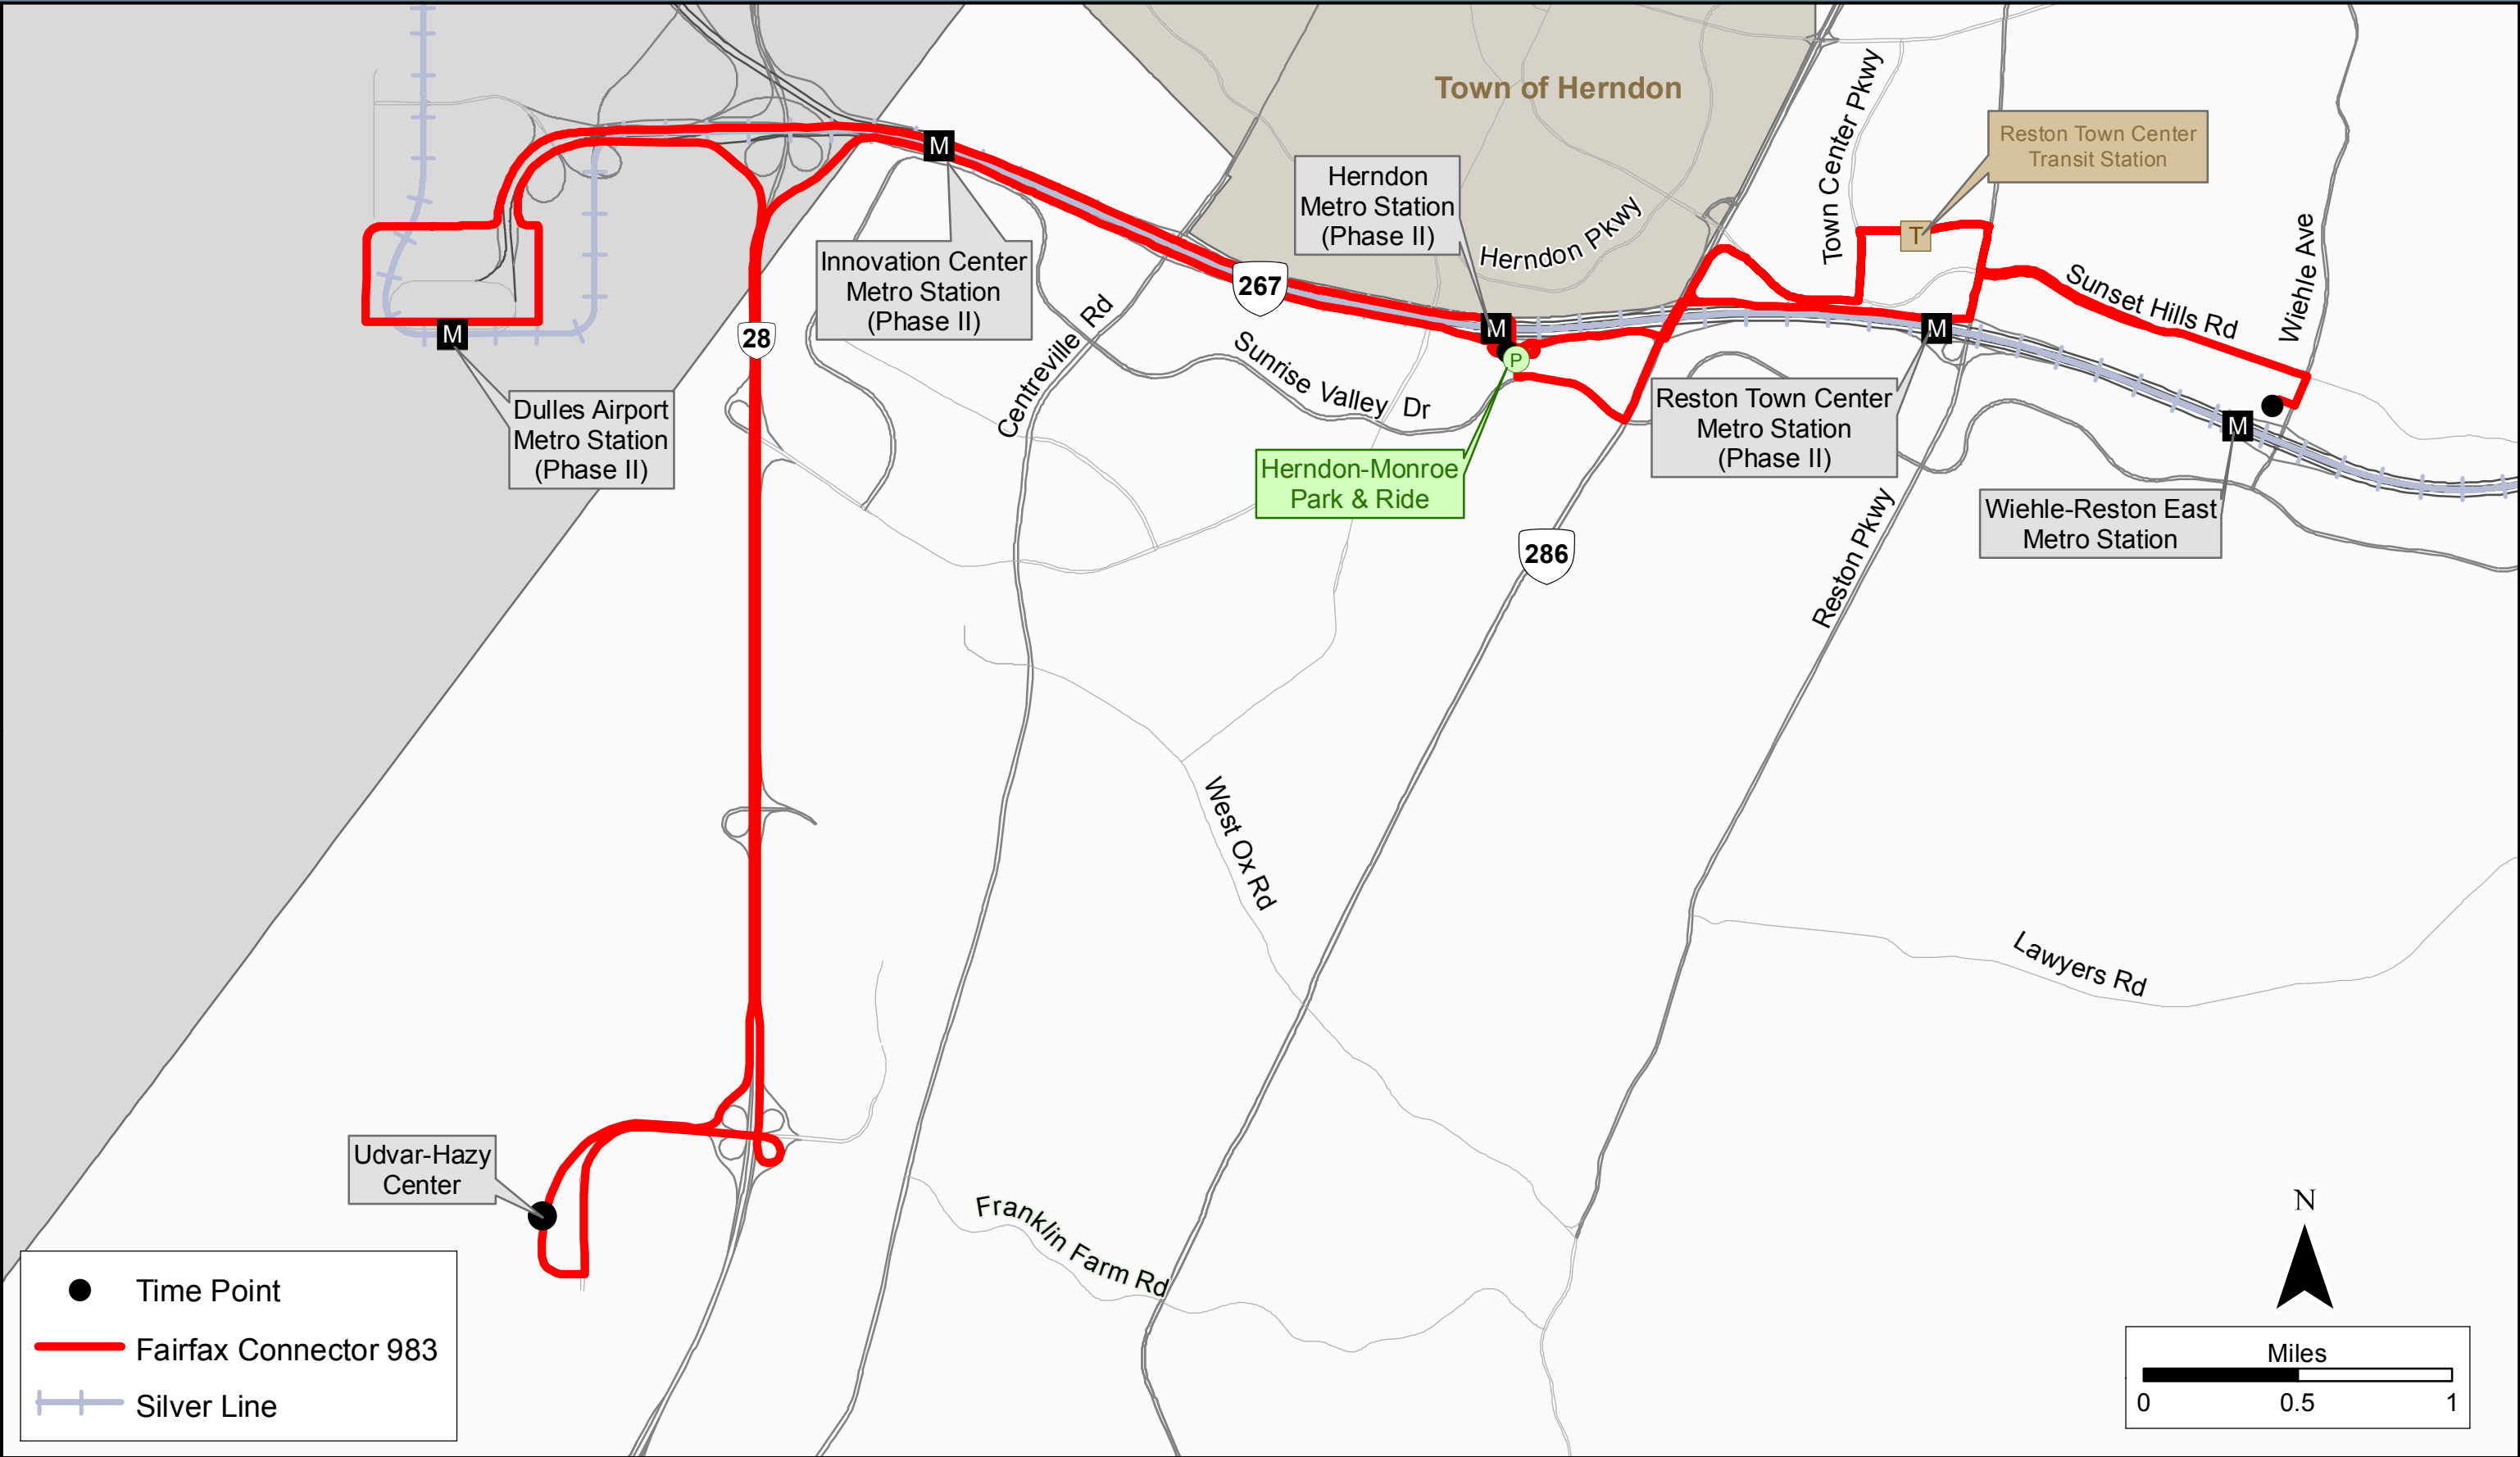 Town of Herndon
Town Center Pkwy
Reston Town Center
Transit Station
Herndon
Metro Station
(Phase II)
Herndon Pkwy
Wiehle Ave
Innovation Center
Metro Station
(Phase II)
267
Sunset Hills Rd
28
Centreville Rd
Sunrise Valley Dr
M
M
M
M
M
T
P
Dulles Airport
Metro Station
(Phase II)
Reston Town Center
Metro Station
(Phase II)
Herndon-Monroe
Park & Ride
Wiehle-Reston East
Metro Station
286
Reston Pkwy
West Ox Rd
Lawyers Rd
Udvar-Hazy
Center
Franklin Farm Rd
N
Time Point
Fairfax Connector 983
Silver Line
Miles
0 0.5 1